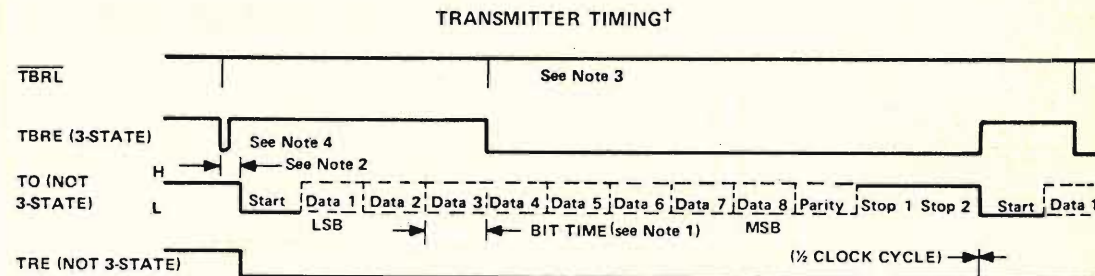 TRANSMITTER TIMING†
TBRL
See Note 3
TBRE (3-STATE)
See Note 4
See Note 2
H
TO (NOT
3-STATE)
L
Start Data 1 Data 2 Data 3 Data 4 Data 5 Data 6 Data 7 Data 8 Parity Stop 1 Stop 2 Start Data 1
LSB
BIT TIME (see Note 1)
MSB
(½ CLOCK CYCLE)
TRE (NOT 3-STATE)